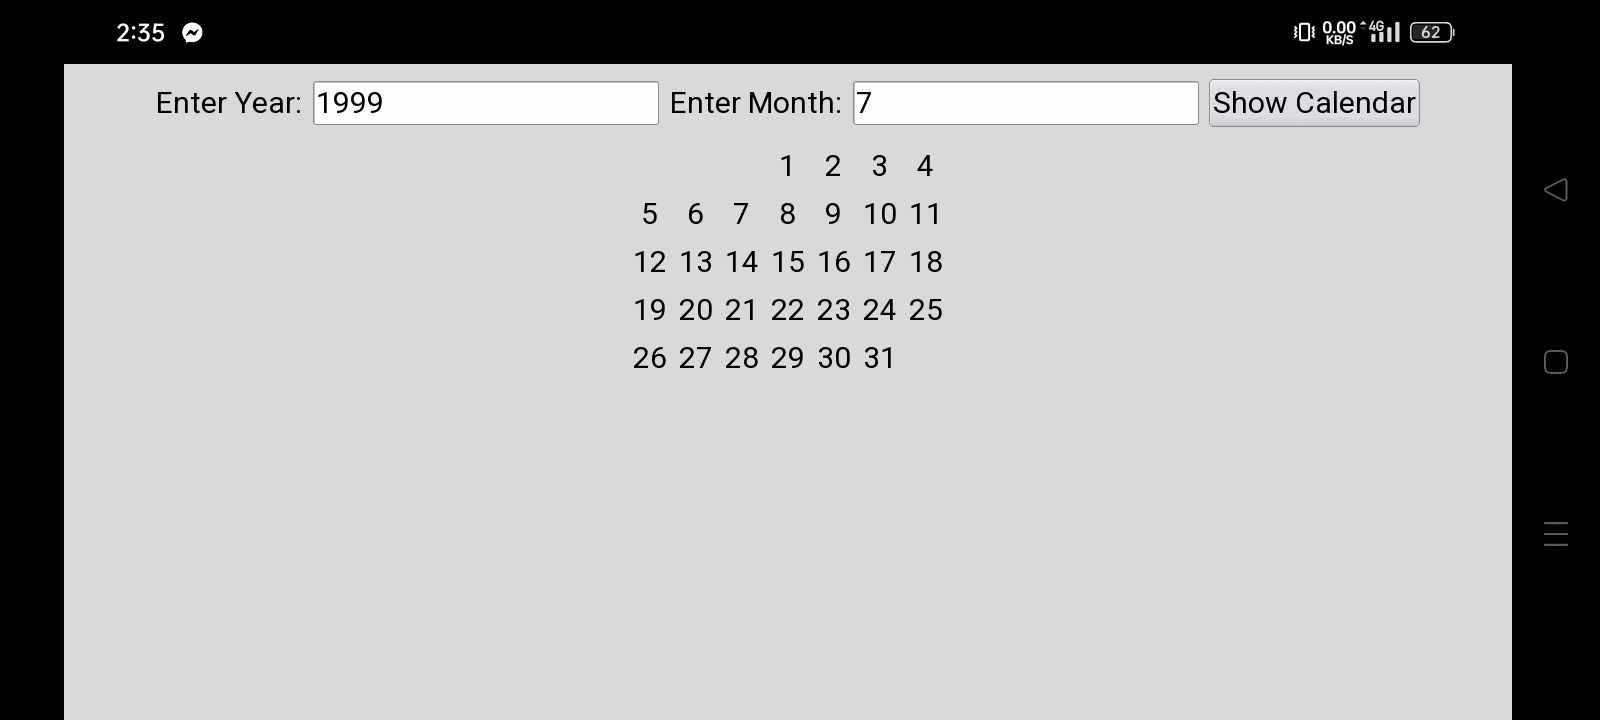 2:35 0.00 KB/S 4G 62
Enter Year: 1999 Enter Month: 7 Show Calendar
1 2 3 4
5 6 7 8 9 10 11
12 13 14 15 16 17 18
19 20 21 22 23 24 25
26 27 28 29 30 31